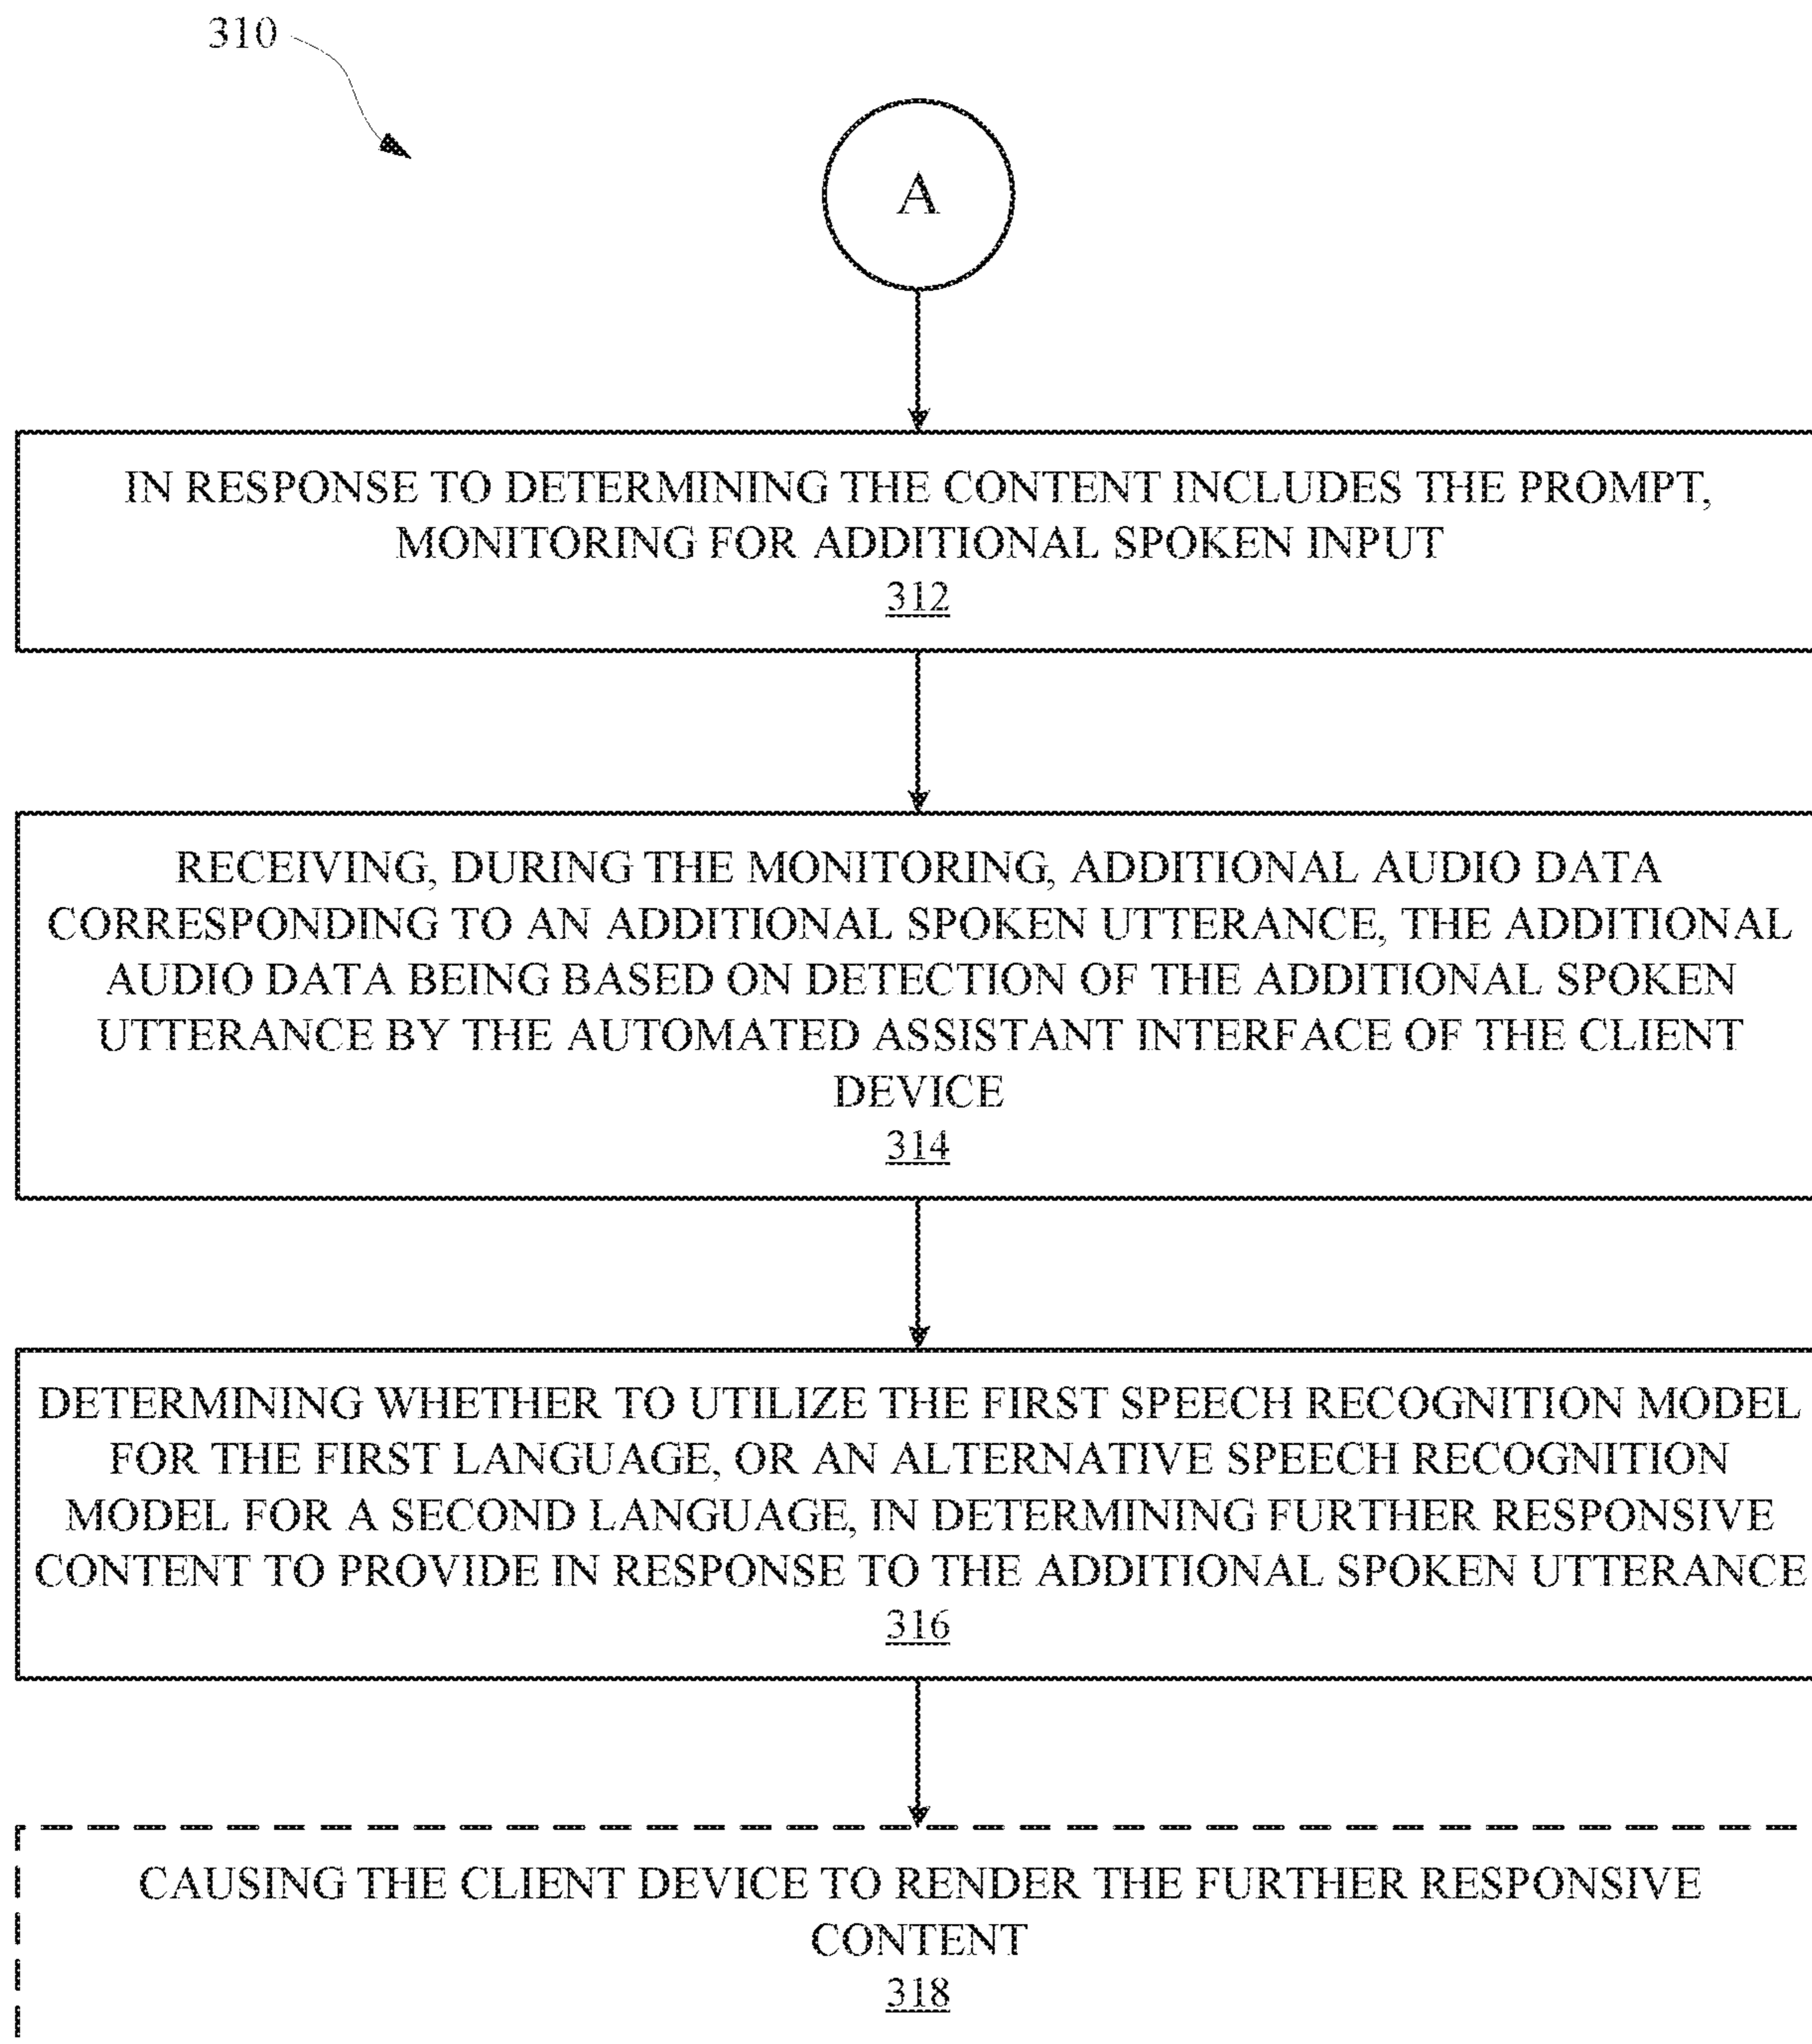 310
A
IN RESPONSE TO DETERMINING THE CONTENT INCLUDES THE PROMPT,
MONITORING FOR ADDITIONAL SPOKEN INPUT
312
RECEIVING, DURING THE MONITORING, ADDITIONAL AUDIO DATA
CORRESPONDING TO AN ADDITIONAL SPOKEN UTTERANCE, THE ADDITIONAL
AUDIO DATA BEING BASED ON DETECTION OF THE ADDITIONAL SPOKEN
UTTERANCE BY THE AUTOMATED ASSISTANT INTERFACE OF THE CLIENT
DEVICE
314
DETERMINING WHETHER TO UTILIZE THE FIRST SPEECH RECOGNITION MODEL
FOR THE FIRST LANGUAGE, OR AN ALTERNATIVE SPEECH RECOGNITION
MODEL FOR A SECOND LANGUAGE, IN DETERMINING FURTHER RESPONSIVE
CONTENT TO PROVIDE IN RESPONSE TO THE ADDITIONAL SPOKEN UTTERANCE
316
CAUSING THE CLIENT DEVICE TO RENDER THE FURTHER RESPONSIVE
CONTENT
318